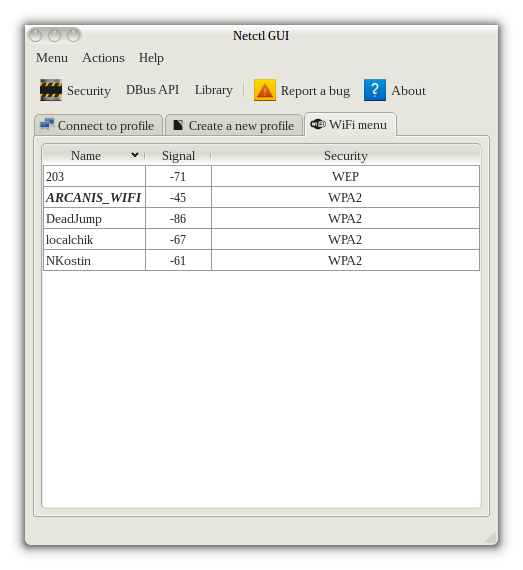 Netctl GUI
Menu Actions Help
Security DBus API Library Report a bug ? About
Connect to profile Create a new profile WiFi WiFi menu
Name Signal Security
203 -71 WEP
ARCANIS_WIFI -45 WPA2
DeadJump -86 WPA2
localchik -67 WPA2
NKostin -61 WPA2